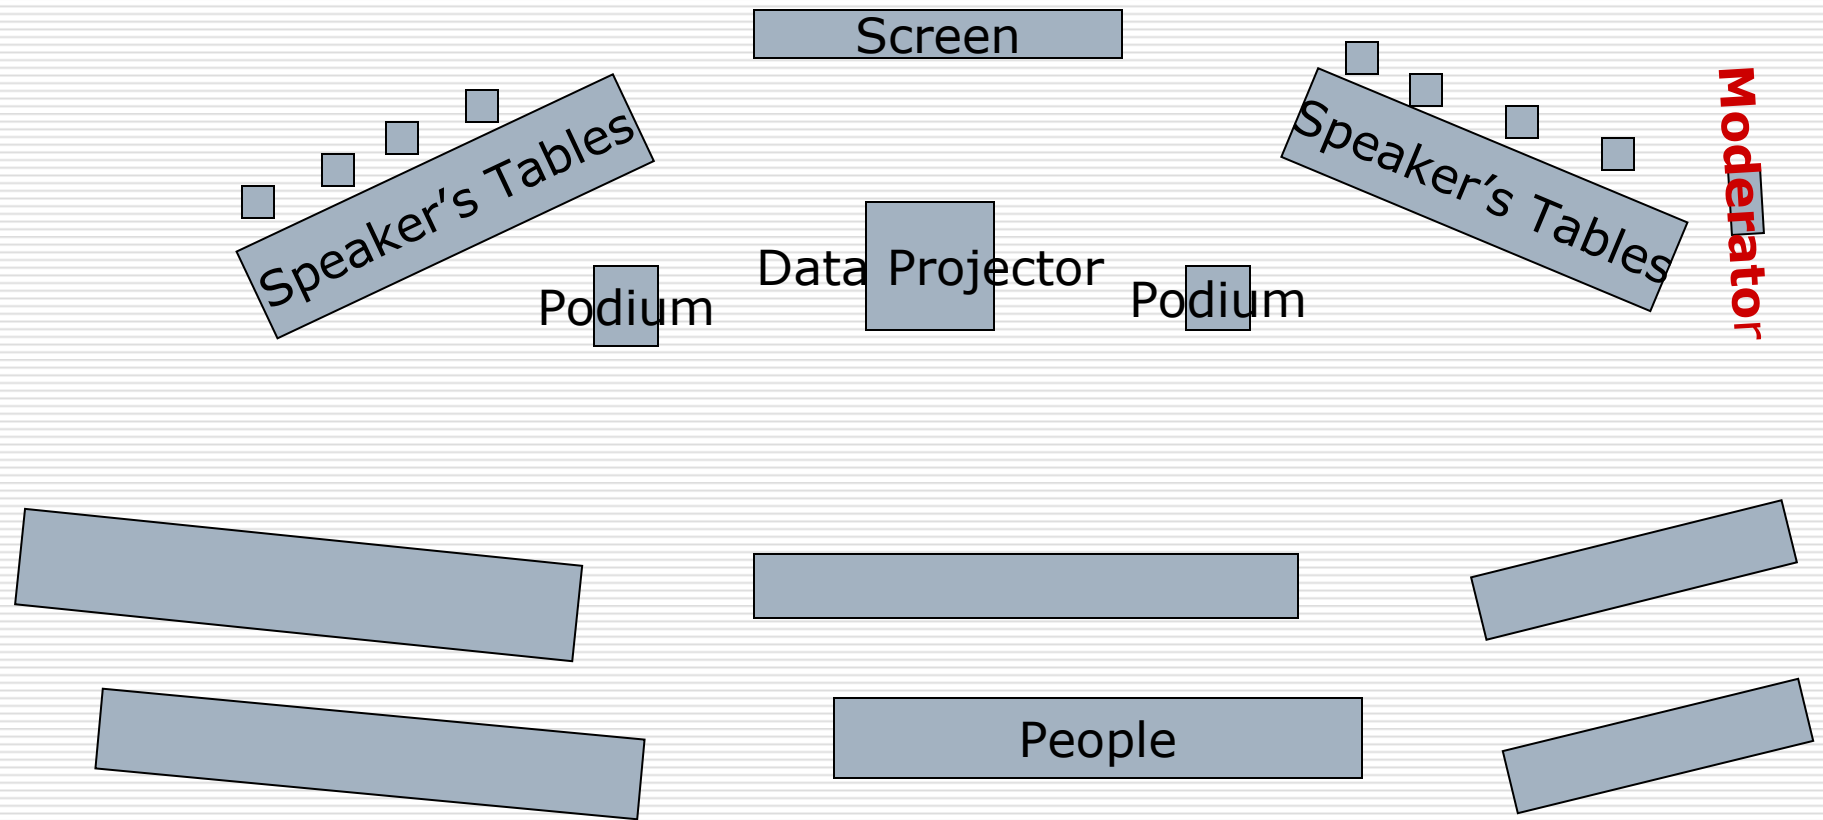 Screen
Speaker’s Tables
Speaker’s Tables
Moderator
Data Projector
Podium
Podium
People